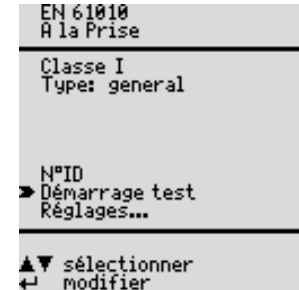 EN 61010
A la Prise
Classe I
Type: general
N°ID
Démarrage test
Réglages...
▲▼ sélectionner
↵ modifier